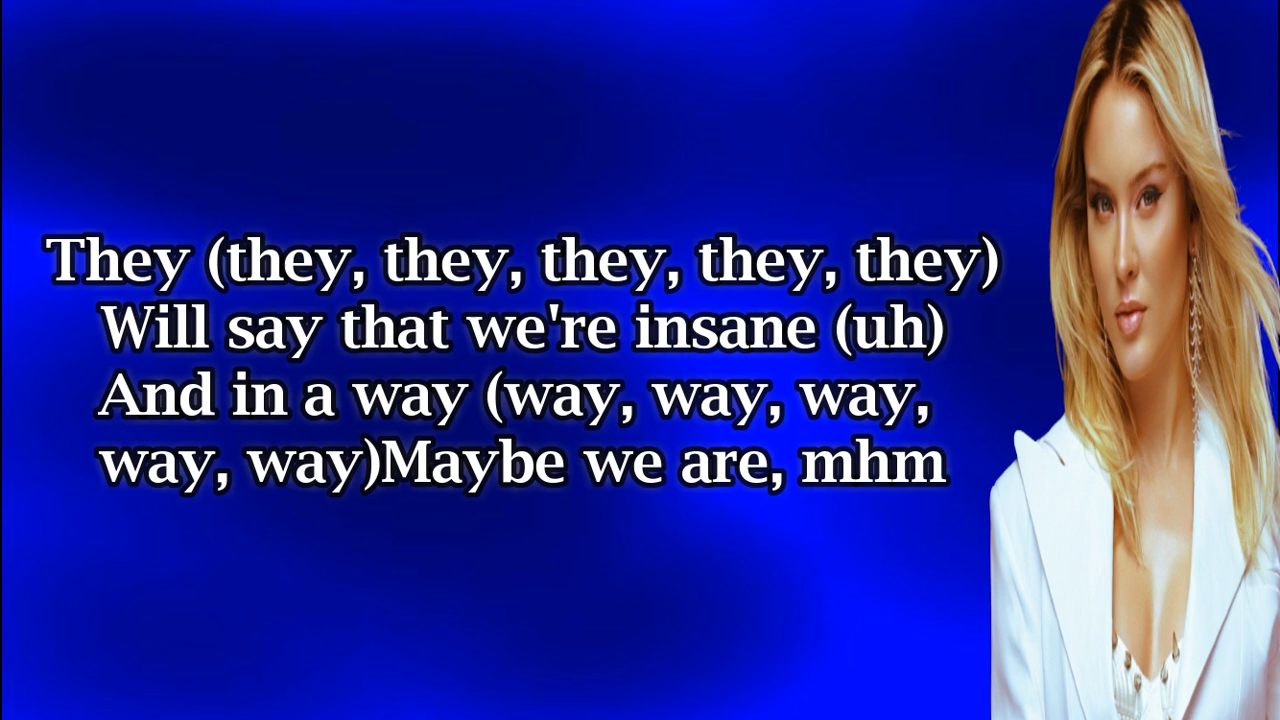 They (they, they, they, they, they)
Will say that we're insane (uh)
And in a way (way, way, way,
way, way)Maybe we are, mhm